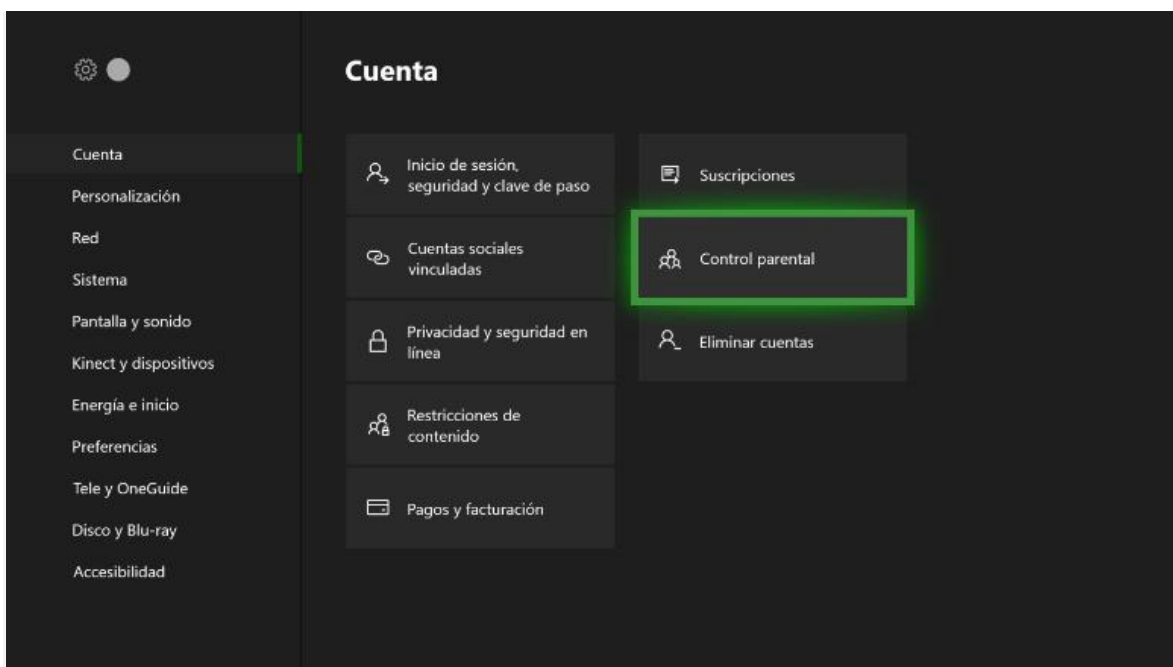 Cuenta
Cuenta
Personalización
Red
Sistema
Pantalla y sonido
Kinect y dispositivos
Energía e inicio
Preferencias
Tele y OneGuide
Disco y Blu-ray
Accesibilidad
Inicio de sesión,
seguridad y clave de paso
Cuentas sociales
vinculadas
Privacidad y seguridad en
línea
Restricciones de
contenido
Pagos y facturación
Suscripciones
Control parental
Eliminar cuentas